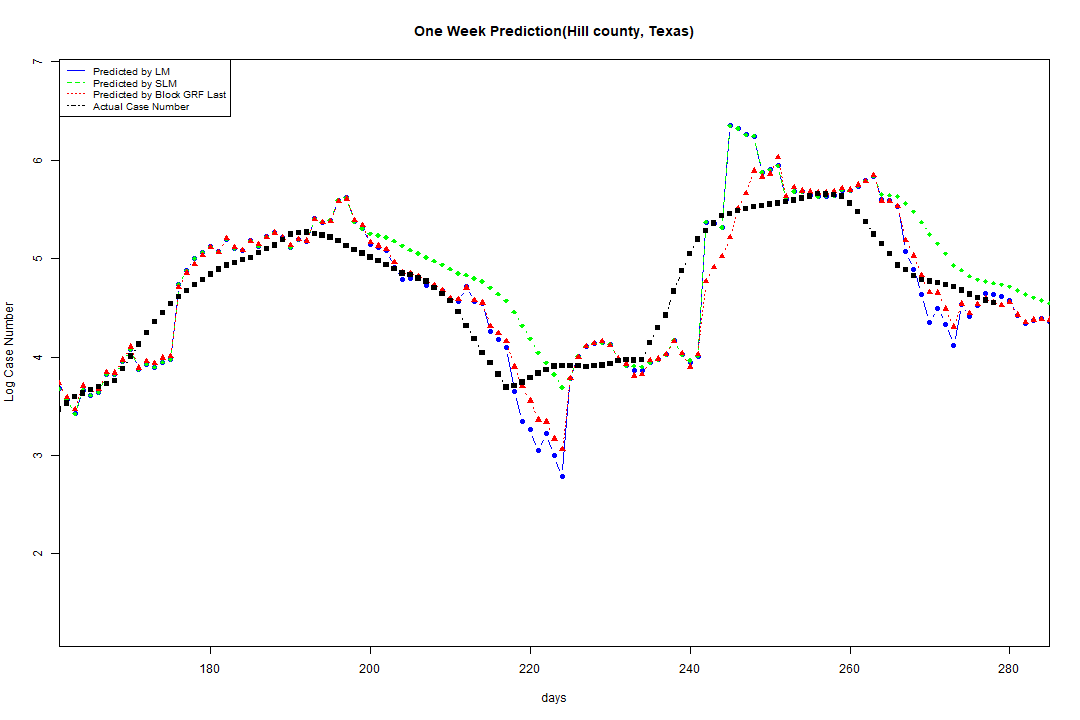 One Week Prediction(Hill county, Texas)
Predicted by LM
Predicted by SLM
Predicted by Block GRF Last
Actual Case Number
7
6
5
4
3
2
Log Case Number
180
200
220
240
260
280
days